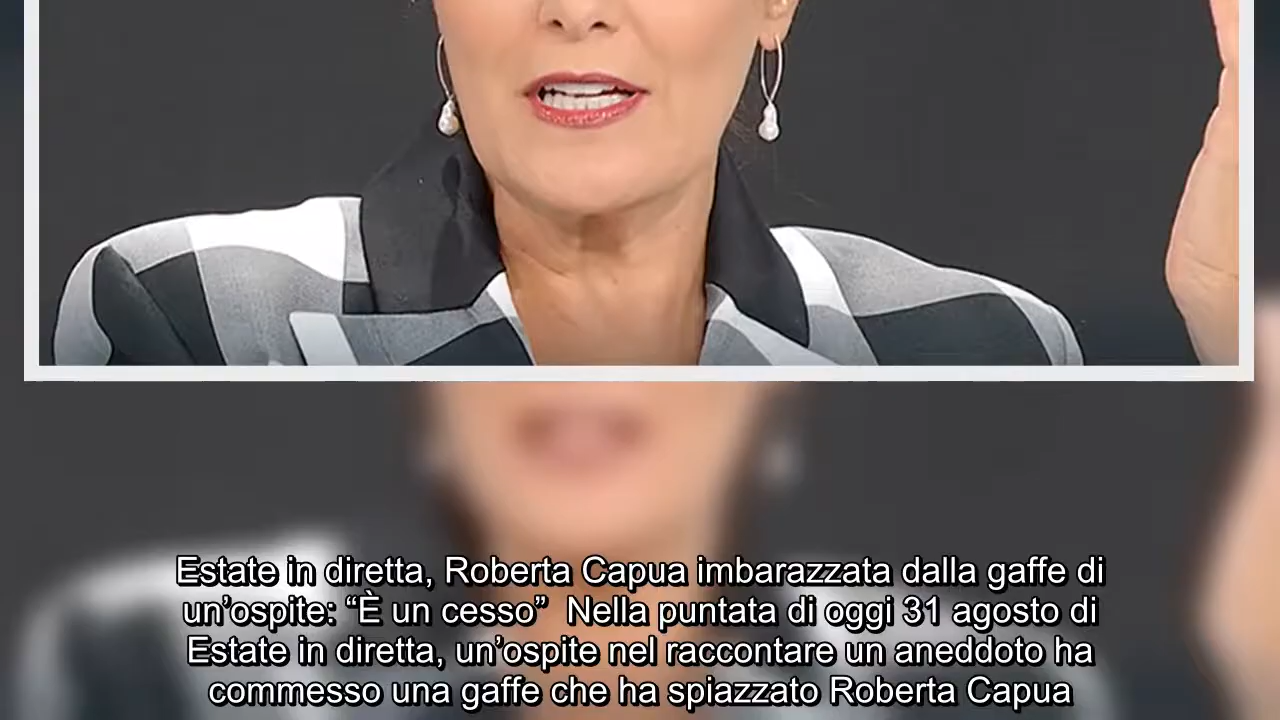 Estate in diretta, Roberta Capua imbarazzata dalla gaffe di
un’ospite: “È un cesso”  Nella puntata di oggi 31 agosto di
Estate in diretta, un’ospite nel raccontare un aneddoto ha
commesso una gaffe che ha spiazzato Roberta Capua